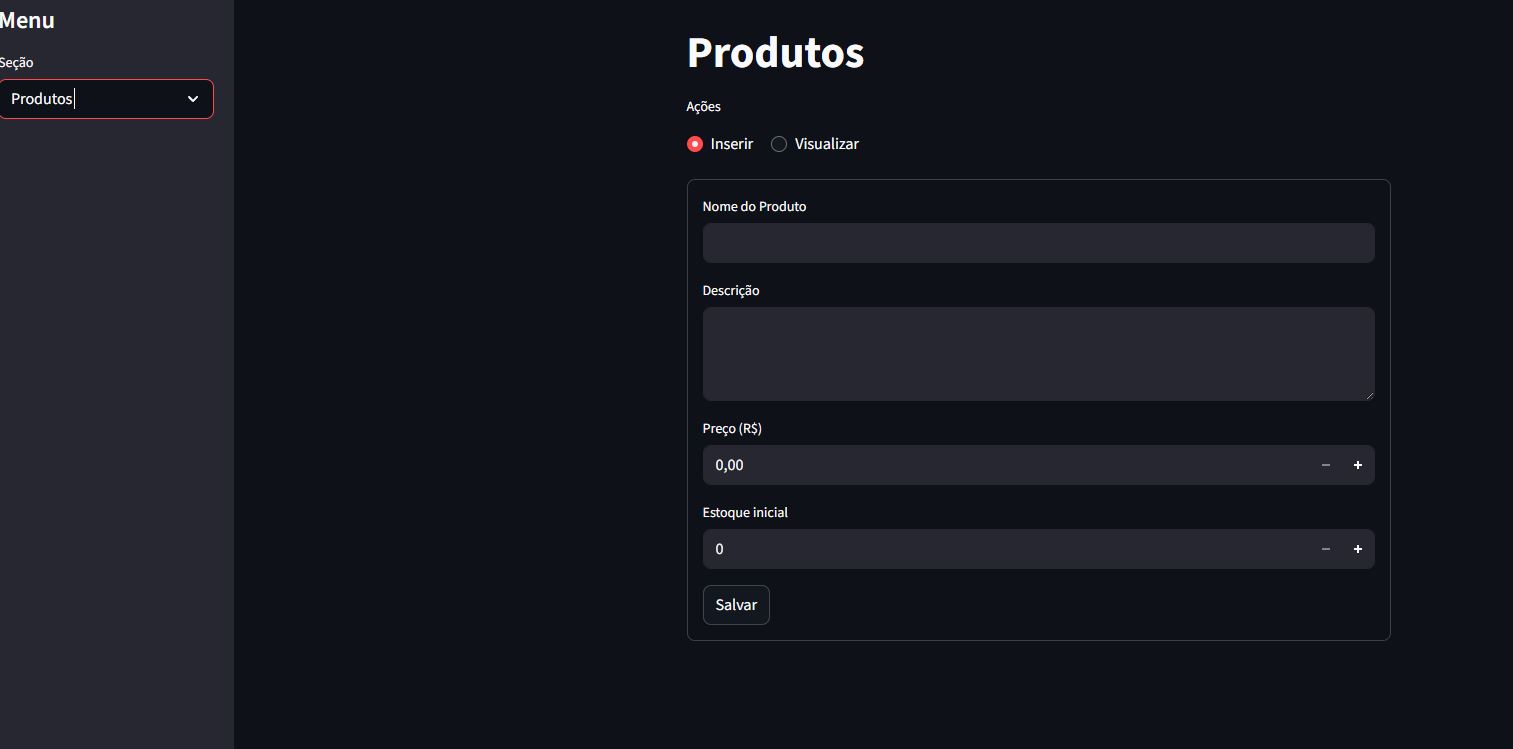 Menu
Seção
Produtos
Produtos
Ações
Inserir Visualizar
Nome do Produto
Descrição
Preço (R$)
0,00
Estoque inicial
0
Salvar